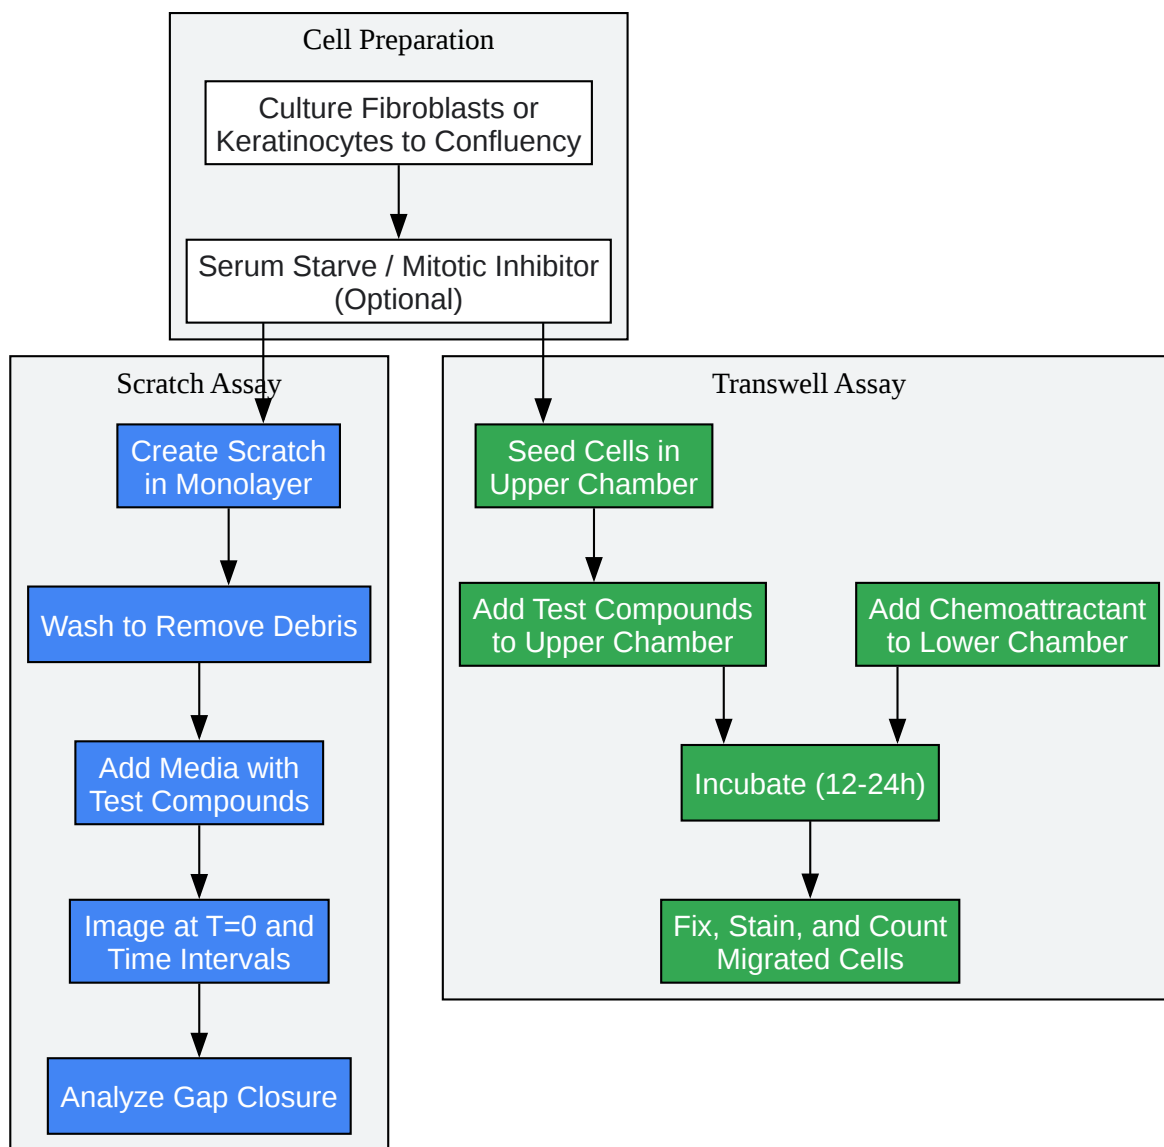 Cell Preparation
Culture Fibroblasts or
Keratinocytes to Confluency
Serum Starve / Mitotic Inhibitor
(Optional)
Scratch Assay
Create Scratch
in Monolayer
Wash to Remove Debris
Add Media with
Test Compounds
Image at T=0 and
Time Intervals
Analyze Gap Closure
Transwell Assay
Seed Cells in
Upper Chamber
Add Test Compounds
to Upper Chamber
Add Chemoattractant
to Lower Chamber
Incubate (12-24h)
Fix, Stain, and Count
Migrated Cells